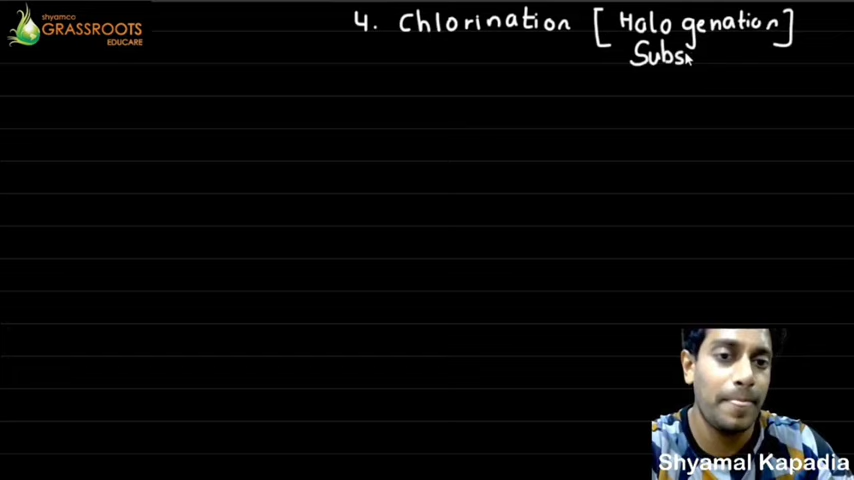 shyamco
GRASSROOTS
EDUCARE
4. Chlorination [Halogenation]
Subs
Shyamal Kapadia